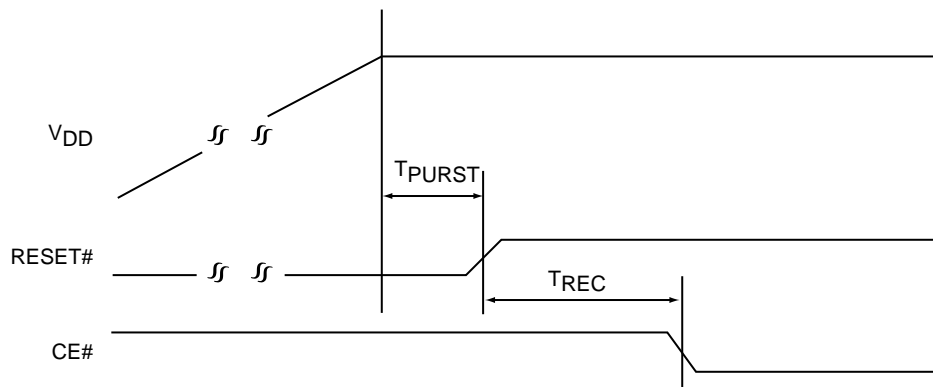 VDD
TPURST
RESET#
TREC
CE#